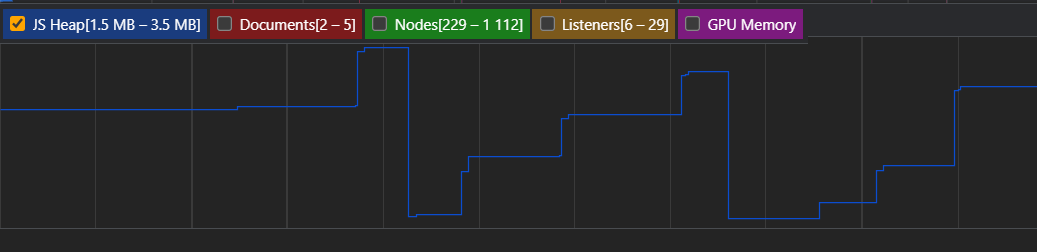 JS Heap[1.5 MB – 3.5 MB] Documents[2 – 5] Nodes[229 – 1 112] Listeners[6 – 29] GPU Memory